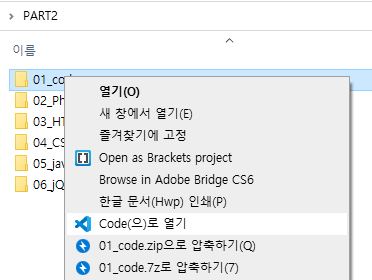 PART2
이름
01_co
열기(O)
02_Ph
새 창에서 열기(E)
03_HT
즐겨찾기에 고정
04_CS
Open as Brackets project
05_jav
Browse in Adobe Bridge CS6
06_jQ
한글 문서(Hwp) 인쇄(P)
Code(으)로 열기
01_code.zip으로 압축하기(Q)
01_code.7z로 압축하기(7)